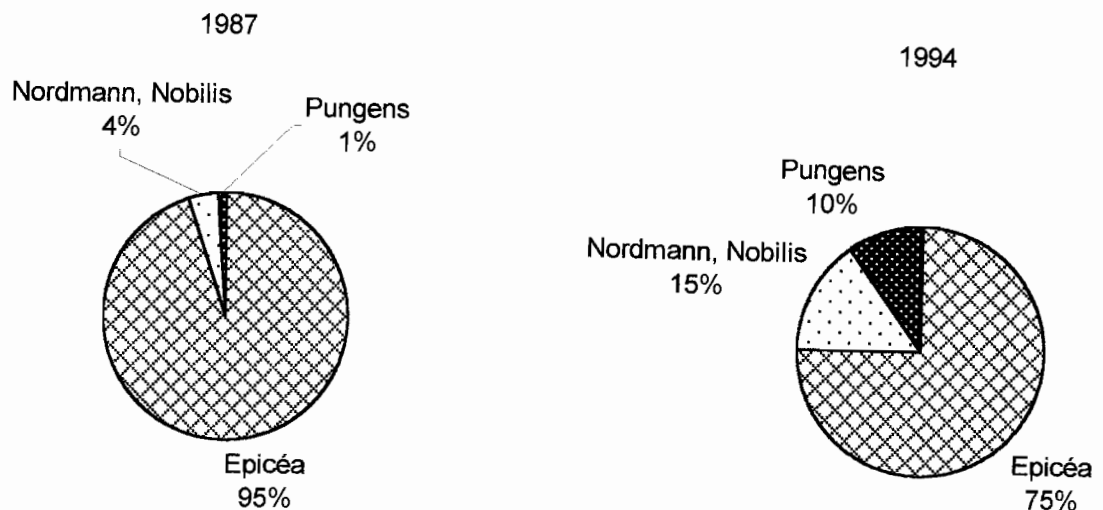 1987
Nordmann, Nobilis
4%
Pungens
1%
Epicéa
95%
1994
Pungens
10%
Nordmann, Nobilis
15%
Epicéa
75%